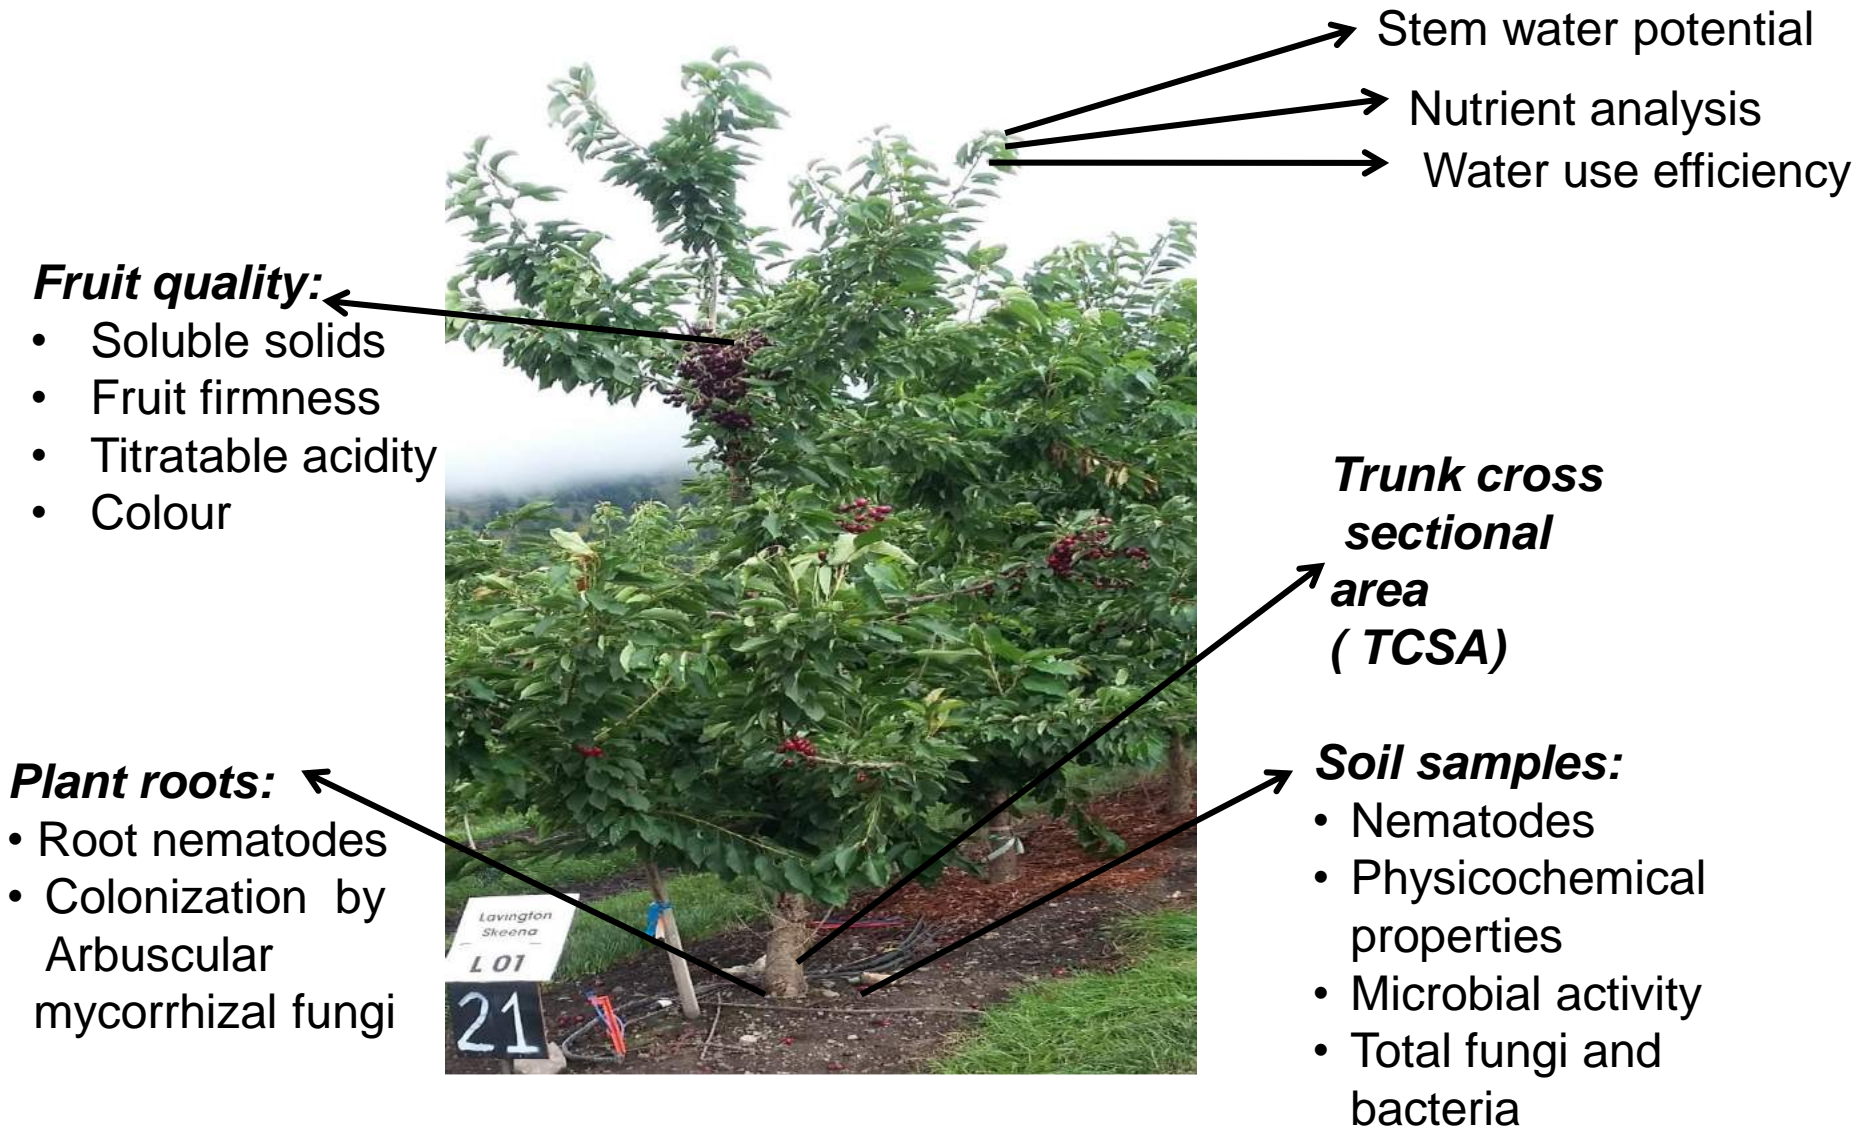 Stem water potential
Nutrient analysis
Water use efficiency
Fruit quality:
• Soluble solids
• Fruit firmness
• Titratable acidity
• Colour
Trunk cross
sectional
area
( TCSA)
Plant roots:
• Root nematodes
• Colonization by
Arbuscular
mycorrhizal fungi
Soil samples:
• Nematodes
• Physicochemical
properties
• Microbial activity
• Total fungi and
bacteria
Lavington
Skeena
L 01
21